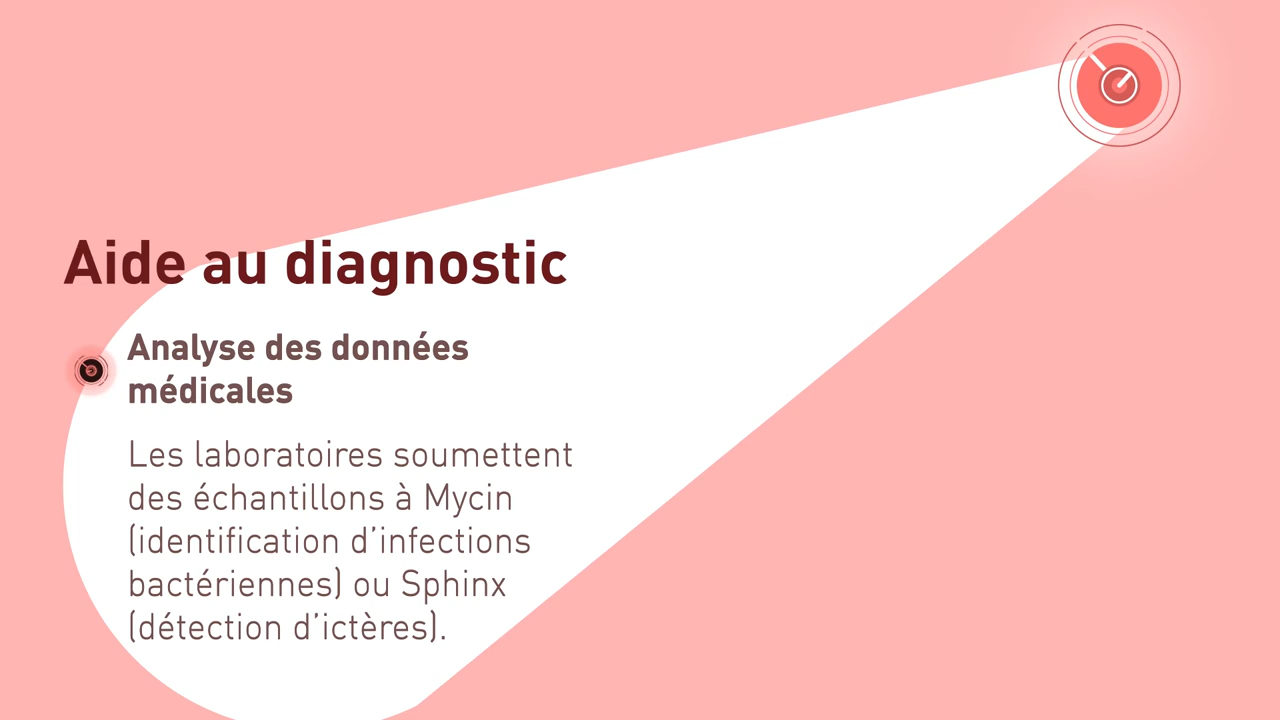 Aide au diagnostic
Analyse des données
médicales
Les laboratoires soumettent
des échantillons à Mycin
(identification d’infections
bactériennes) ou Sphinx
(détection d’ictères).